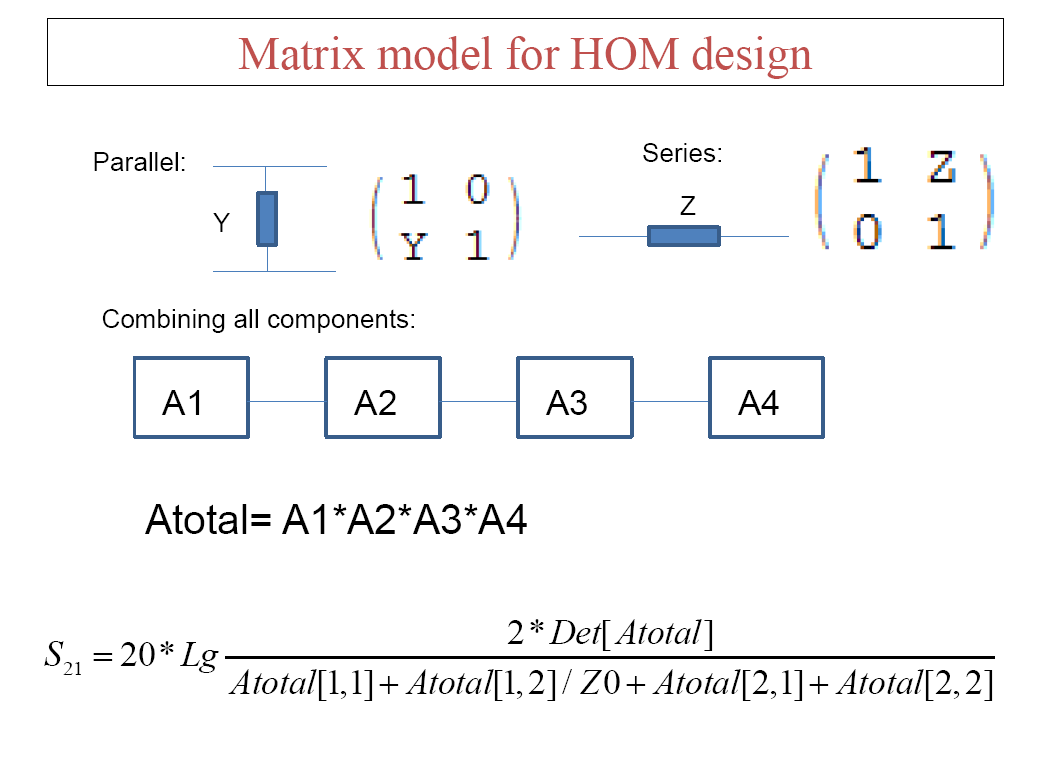 Matrix model for HOM design
Parallel:
Y
( 1 0
Y 1 )
Series:
Z
( 1 Z
0 1 )
Combining all components:
A1 A2 A3 A4
Atotal= A1*A2*A3*A4
S21 = 20* Lg
2* Det[ Atotal]
Atotal[1,1]+ Atotal[1,2]/ Z0+ Atotal[2,1]+ Atotal[2,2]